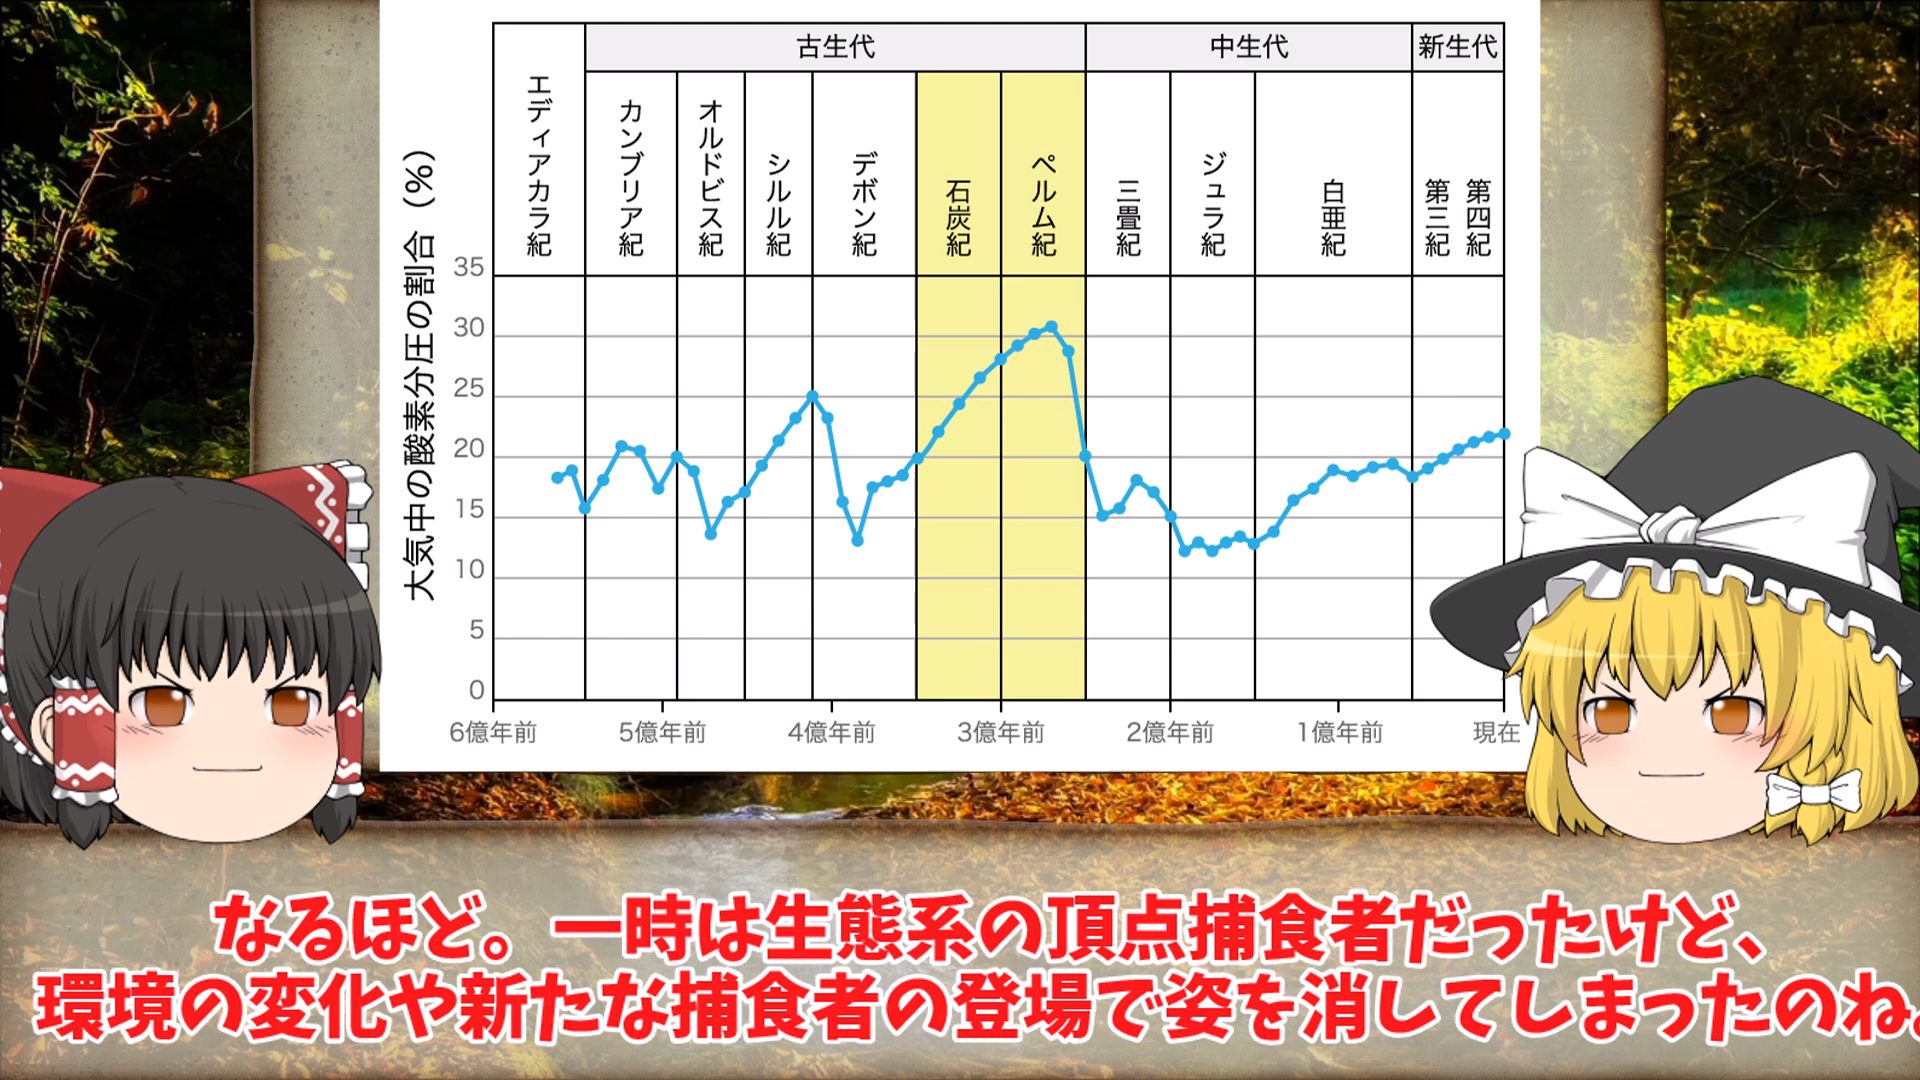 古生代
中生代
新生代
エディアカラ紀
カンブリア紀
オルドビス紀
シルル紀
デボン紀
石炭紀
ペルム紀
三畳紀
ジュラ紀
白亜紀
第三紀
第四紀
大気中の酸素分圧の割合(%)
35
30
25
20
15
10
5
0
6億年前
5億年前
4億年前
3億年前
2億年前
1億年前
現在
なるほど。一時は生態系の頂点捕食者だったけど、
環境の変化や新たな捕食者の登場で姿を消してしまったのね。